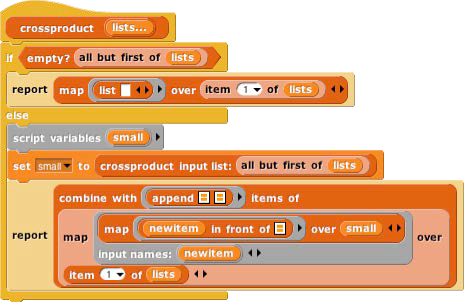 crossproduct lists...
if empty? all but first of lists
report map list over item 1 of lists
else
script variables small
set small to crossproduct input list: all but first of lists
combine with append items of
map newitem in front of over small
report map over
input names: newitem
item 1 of lists